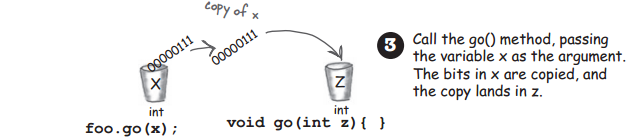 copy of x
00000111
00000111
X
Z
int
int
foo.go(x);
void go(int z){ }
3
Call the go() method, passing
the variable x as the argument.
The bits in x are copied, and
the copy lands in z.